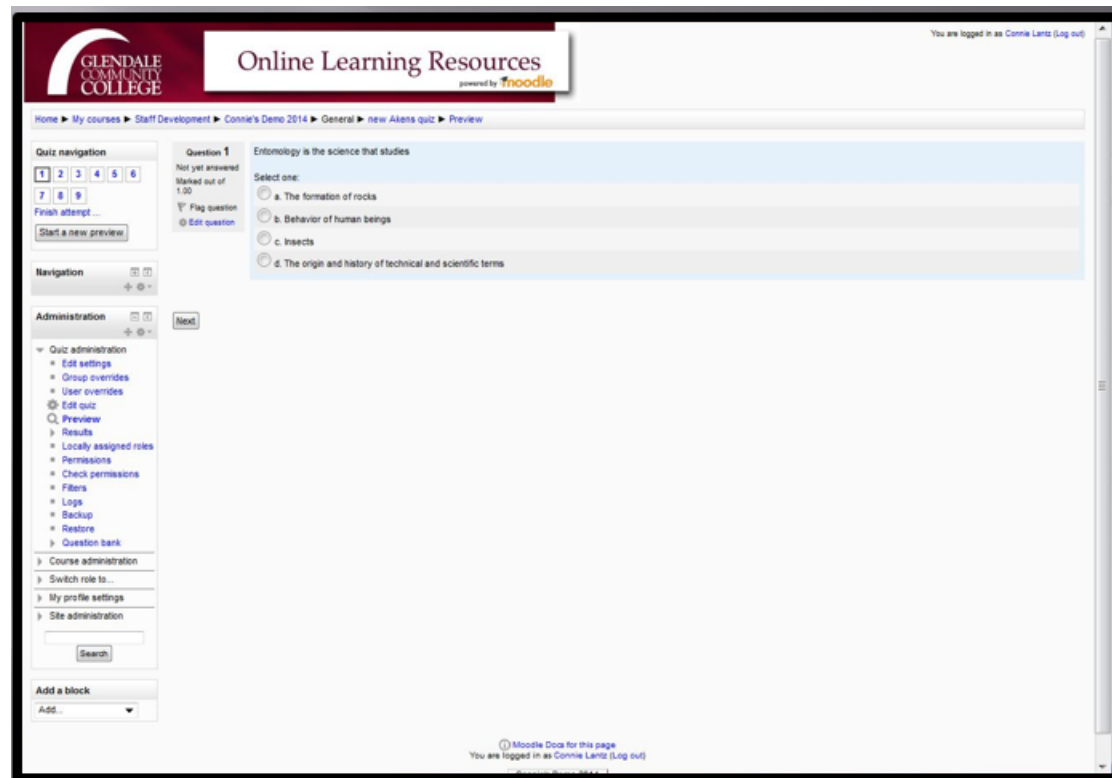 You are logged in as Connie Lantz (Log out)
GLENDALE
COMMUNITY
COLLEGE
Online Learning Resources
powered by moodle
Home ► My courses ► Staff Development ► Connie's Demo 2014 ► General ► new Akens quiz ► Preview
Quiz navigation
1 2 3 4 5 6
7 8 9
Finish attempt ...
Start a new preview
Navigation
Administration
Quiz administration
Edit settings
Group overrides
User overrides
Edit quiz
Preview
Results
Locally assigned roles
Permissions
Check permissions
Filters
Logs
Backup
Restore
Question bank
Course administration
Switch role to...
My profile settings
Site administration
Search
Add a block
Add...
Question 1
Not yet answered
Marked out of
1.00
Flag question
Edit question
Entomology is the science that studies
Select one:
a. The formation of rocks
b. Behavior of human beings
c. Insects
d. The origin and history of technical and scientific terms
Next
Moodle Docs for this page
You are logged in as Connie Lantz (Log out)
Connie's Demo 2014